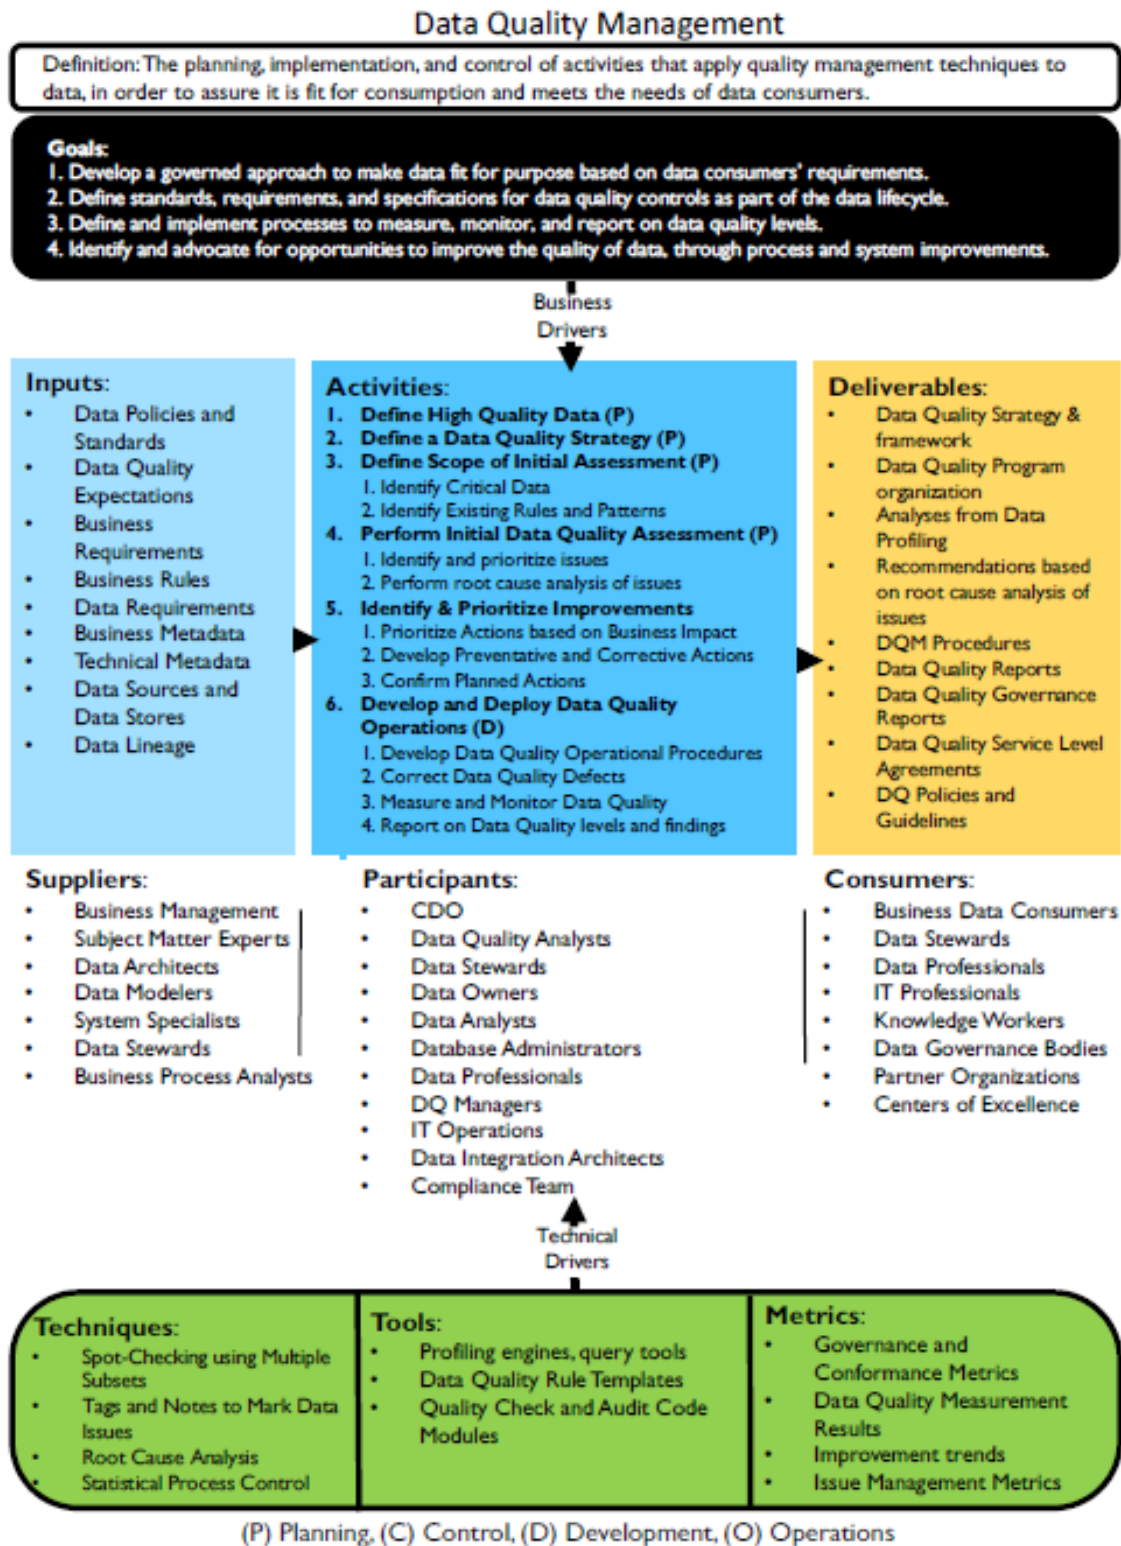 Data Quality Management
Definition: The planning, implementation, and control of activities that apply quality management techniques to
data, in order to assure it is fit for consumption and meets the needs of data consumers.
Goals:
1. Develop a governed approach to make data fit for purpose based on data consumers' requirements.
2. Define standards, requirements, and specifications for data quality controls as part of the data lifecycle.
3. Define and implement processes to measure, monitor, and report on data quality levels.
4. Identify and advocate for opportunities to improve the quality of data, through process and system improvements.
Business
Drivers
Inputs:
• Data Policies and
Standards
• Data Quality
Expectations
• Business
Requirements
• Business Rules
• Data Requirements
• Business Metadata
• Technical Metadata
• Data Sources and
Data Stores
• Data Lineage
Activities:
1. Define High Quality Data (P)
2. Define a Data Quality Strategy (P)
3. Define Scope of Initial Assessment (P)
1. Identify Critical Data
2. Identify Existing Rules and Patterns
4. Perform Initial Data Quality Assessment (P)
1. Identify and prioritize issues
2. Perform root cause analysis of issues
5. Identify & Prioritize Improvements
1. Prioritize Actions based on Business Impact
2. Develop Preventative and Corrective Actions
3. Confirm Planned Actions
6. Develop and Deploy Data Quality
Operations (D)
1. Develop Data Quality Operational Procedures
2. Correct Data Quality Defects
3. Measure and Monitor Data Quality
4. Report on Data Quality levels and findings
Deliverables:
• Data Quality Strategy &
framework
• Data Quality Program
organization
• Analyses from Data
Profiling
• Recommendations based
on root cause analysis of
issues
• DQM Procedures
• Data Quality Reports
• Data Quality Governance
Reports
• Data Quality Service Level
Agreements
• DQ Policies and
Guidelines
Suppliers:
• Business Management
• Subject Matter Experts
• Data Architects
• Data Modelers
• System Specialists
• Data Stewards
• Business Process Analysts
Participants:
• CDO
• Data Quality Analysts
• Data Stewards
• Data Owners
• Data Analysts
• Database Administrators
• Data Professionals
• DQ Managers
• IT Operations
• Data Integration Architects
• Compliance Team
Consumers:
• Business Data Consumers
• Data Stewards
• Data Professionals
• IT Professionals
• Knowledge Workers
• Data Governance Bodies
• Partner Organizations
• Centers of Excellence
Technical
Drivers
Techniques:
• Spot-Checking using Multiple
Subsets
• Tags and Notes to Mark Data
Issues
• Root Cause Analysis
• Statistical Process Control
Tools:
• Profiling engines, query tools
• Data Quality Rule Templates
• Quality Check and Audit Code
Modules
Metrics:
• Governance and
Conformance Metrics
• Data Quality Measurement
Results
• Improvement trends
• Issue Management Metrics
(P) Planning, (C) Control, (D) Development, (O) Operations